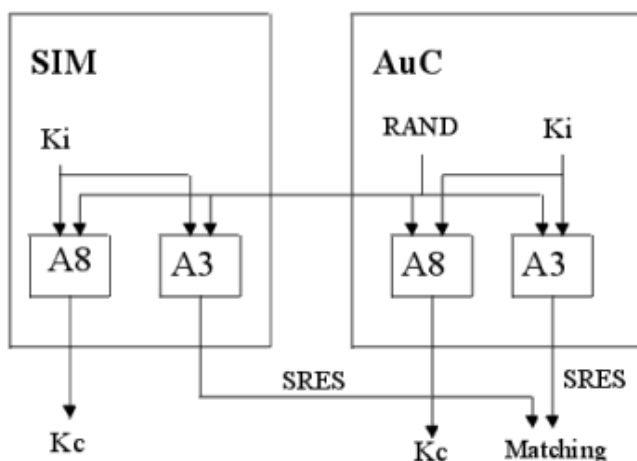 SIM
AuC
Ki
RAND
Ki
A8
A3
A8
A3
SRES
SRES
Kc
Kc
Matching